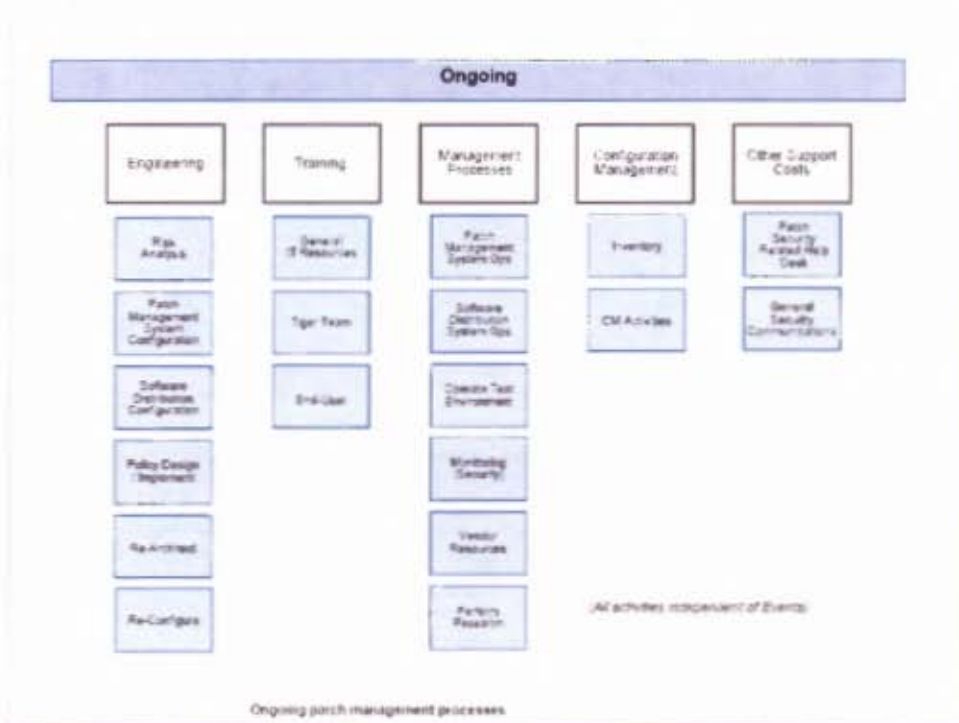 Ongoing
Engineering
Training
Management
Processes
Configuration
Management
Other Support
Costs
Risk
Analysis
Patch
Management
System
Configuration
Software
Distribution
Configuration
Policy Design
/ Implement
Re-Architect
Re-Configure
General
IT Resources
Tiger Team
End-User
Patch
Management
System Ops
Software
Distribution
System Ops
Operate Test
Environment
Monitoring
(Security)
Vendor
Resources
Perform
Research
Inventory
CM Activities
Patch
Security
Related Help
Desk
General
Security
Communications
(All activities independent of Events)
Ongoing patch management processes